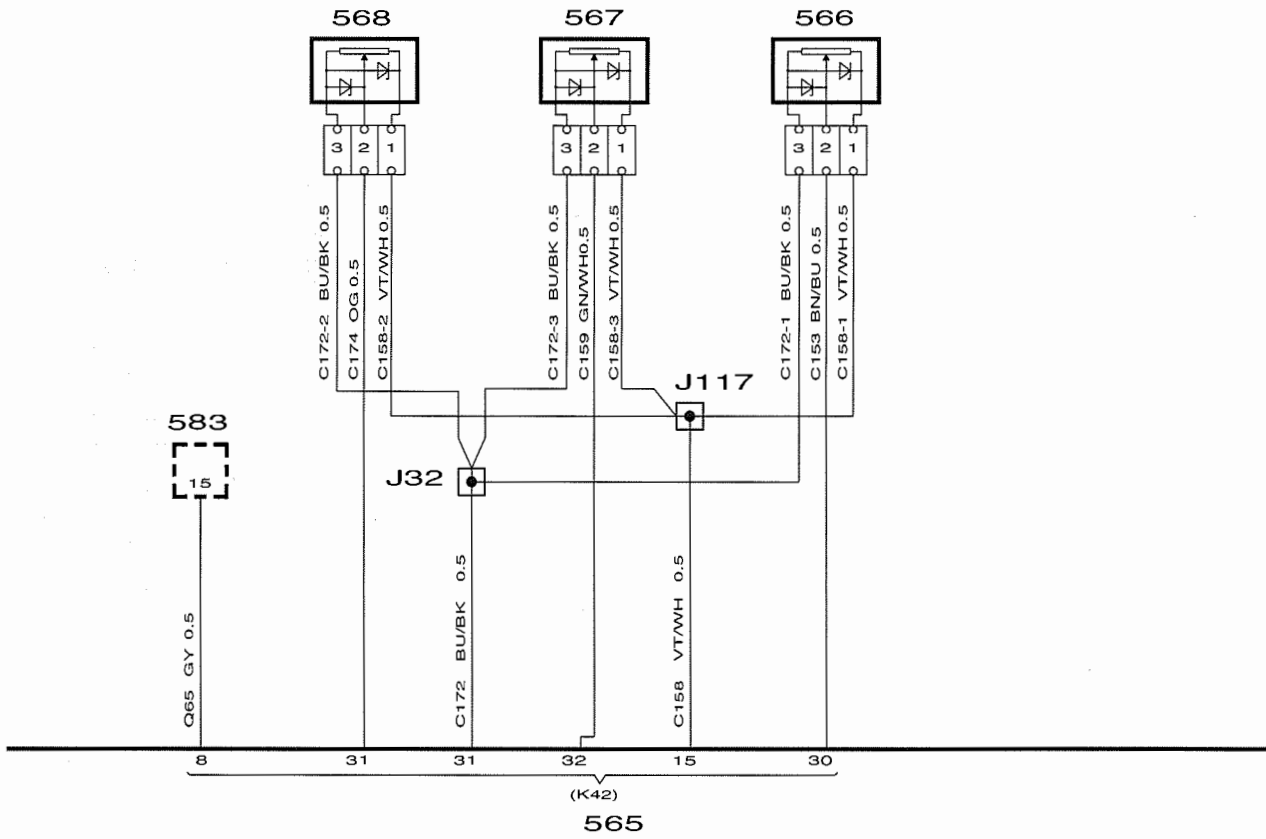 568 567 566
3 2 1 3 2 1 3 2 1
C172-2 BU/BK 0.5
C174 OG 0.5
C158-2 VT/WH 0.5
C172-3 BU/BK 0.5
C159 GN/WH 0.5
C158-3 VT/WH 0.5
C172-1 BU/BK 0.5
C153 BN/BU 0.5
C158-1 VT/WH 0.5
J117
583
15
J32
Q65 GY 0.5
C172 BU/BK 0.5
C158 VT/WH 0.5
8 31 31 32 15 30
(K42)
565